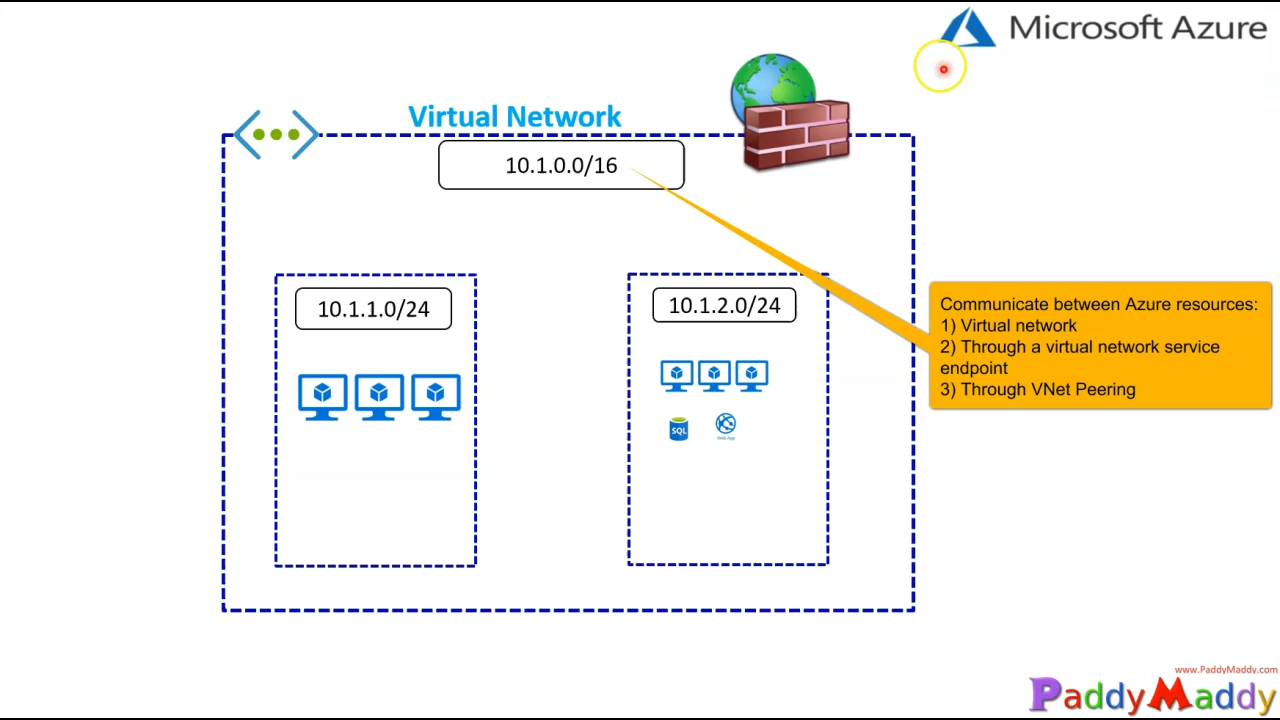 Microsoft Azure
Virtual Network
10.1.0.0/16
10.1.1.0/24
10.1.2.0/24
Communicate between Azure resources:
1) Virtual network
2) Through a virtual network service
endpoint
3) Through VNet Peering
SQL
Web App
www.PaddyMaddy.com
PaddyMaddy